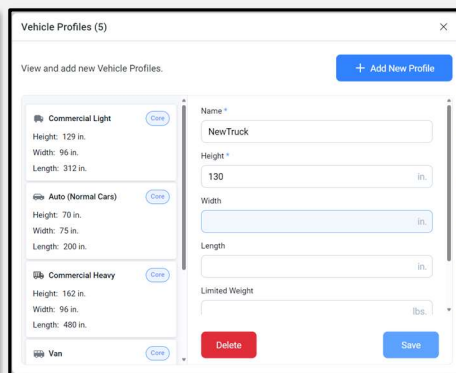 Vehicle Profiles (5)
View and add new Vehicle Profiles.
+ Add New Profile
Commercial Light Core
Height: 129 in.
Width: 96 in.
Length: 312 in.
Auto (Normal Cars) Core
Height: 70 in.
Width: 75 in.
Length: 200 in.
Commercial Heavy Core
Height: 162 in.
Width: 96 in.
Length: 480 in.
Van Core
Name *
NewTruck
Height *
130 in.
Width
in.
Length
in.
Limited Weight
lbs.
Delete Save